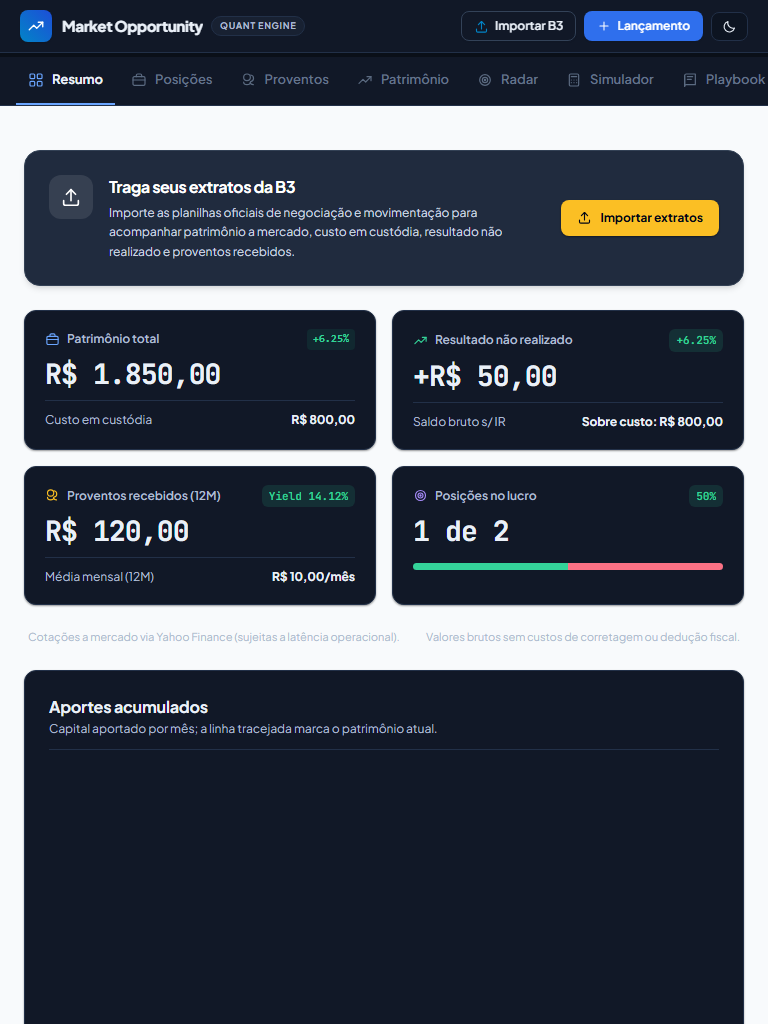 Market Opportunity
QUANT ENGINE
Importar B3
Lançamento
Resumo
Posições
Proventos
Patrimônio
Radar
Simulador
Playbook
Traga seus extratos da B3
Importe as planilhas oficiais de negociação e movimentação para
acompanhar patrimônio a mercado, custo em custódia, resultado não
realizado e proventos recebidos.
Importar extratos
Patrimônio total
+6.25%
R$ 1.850,00
Custo em custódia
R$ 800,00
Resultado não realizado
+6.25%
+R$ 50,00
Saldo bruto s/ IR
Sobre custo: R$ 800,00
Proventos recebidos (12M)
Yield 14.12%
R$ 120,00
Média mensal (12M)
R$ 10,00/mês
Posições no lucro
50%
1 de 2
Cotações a mercado via Yahoo Finance (sujeitas a latência operacional).
Valores brutos sem custos de corretagem ou dedução fiscal.
Aportes acumulados
Capital aportado por mês; a linha tracejada marca o patrimônio atual.